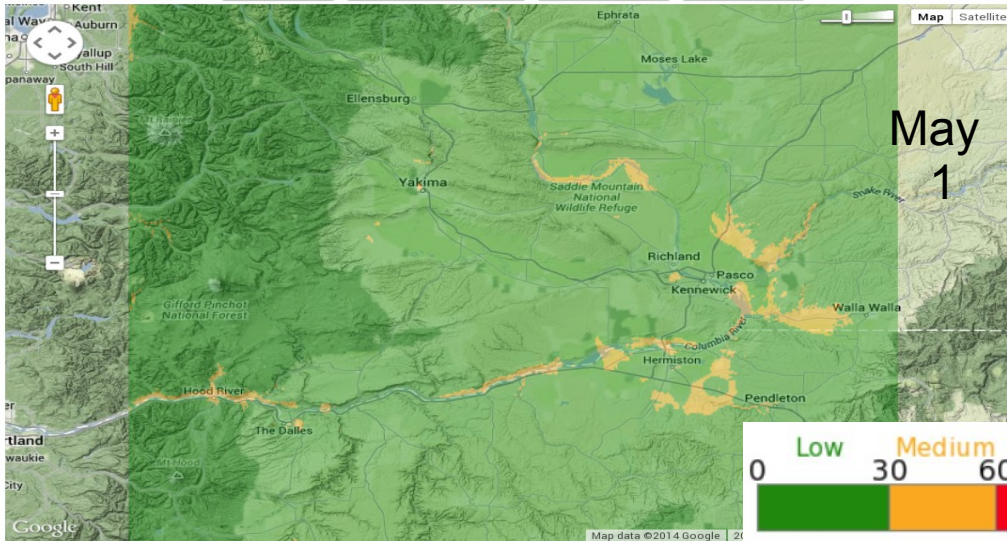 Kent
Auburn
South Hill
Ephrata
Map Satellite
Moses Lake
Ellensburg
May
1
Yakima
Saddle Mountain
National
Wildlife Refuge
Snake River
Richland
Pasco
Kennewick
Gifford Pinchot
National Forest
Walla Walla
Columbia River
Hermiston
Hood River
Pendleton
The Dalles
Mt Hood
Low Medium
0 30 60
Google
Map data ©2014 Google